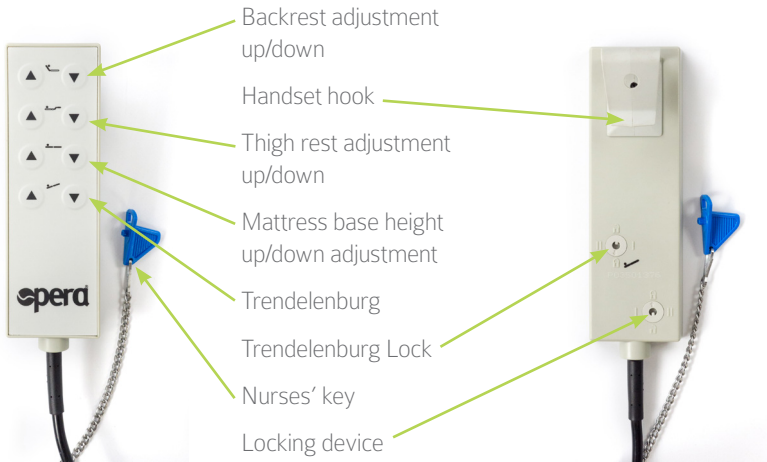 Backrest adjustment
up/down
Handset hook
Thigh rest adjustment
up/down
Mattress base height
up/down adjustment
Trendelenburg
Trendelenburg Lock
Nurses' key
Locking device
opera